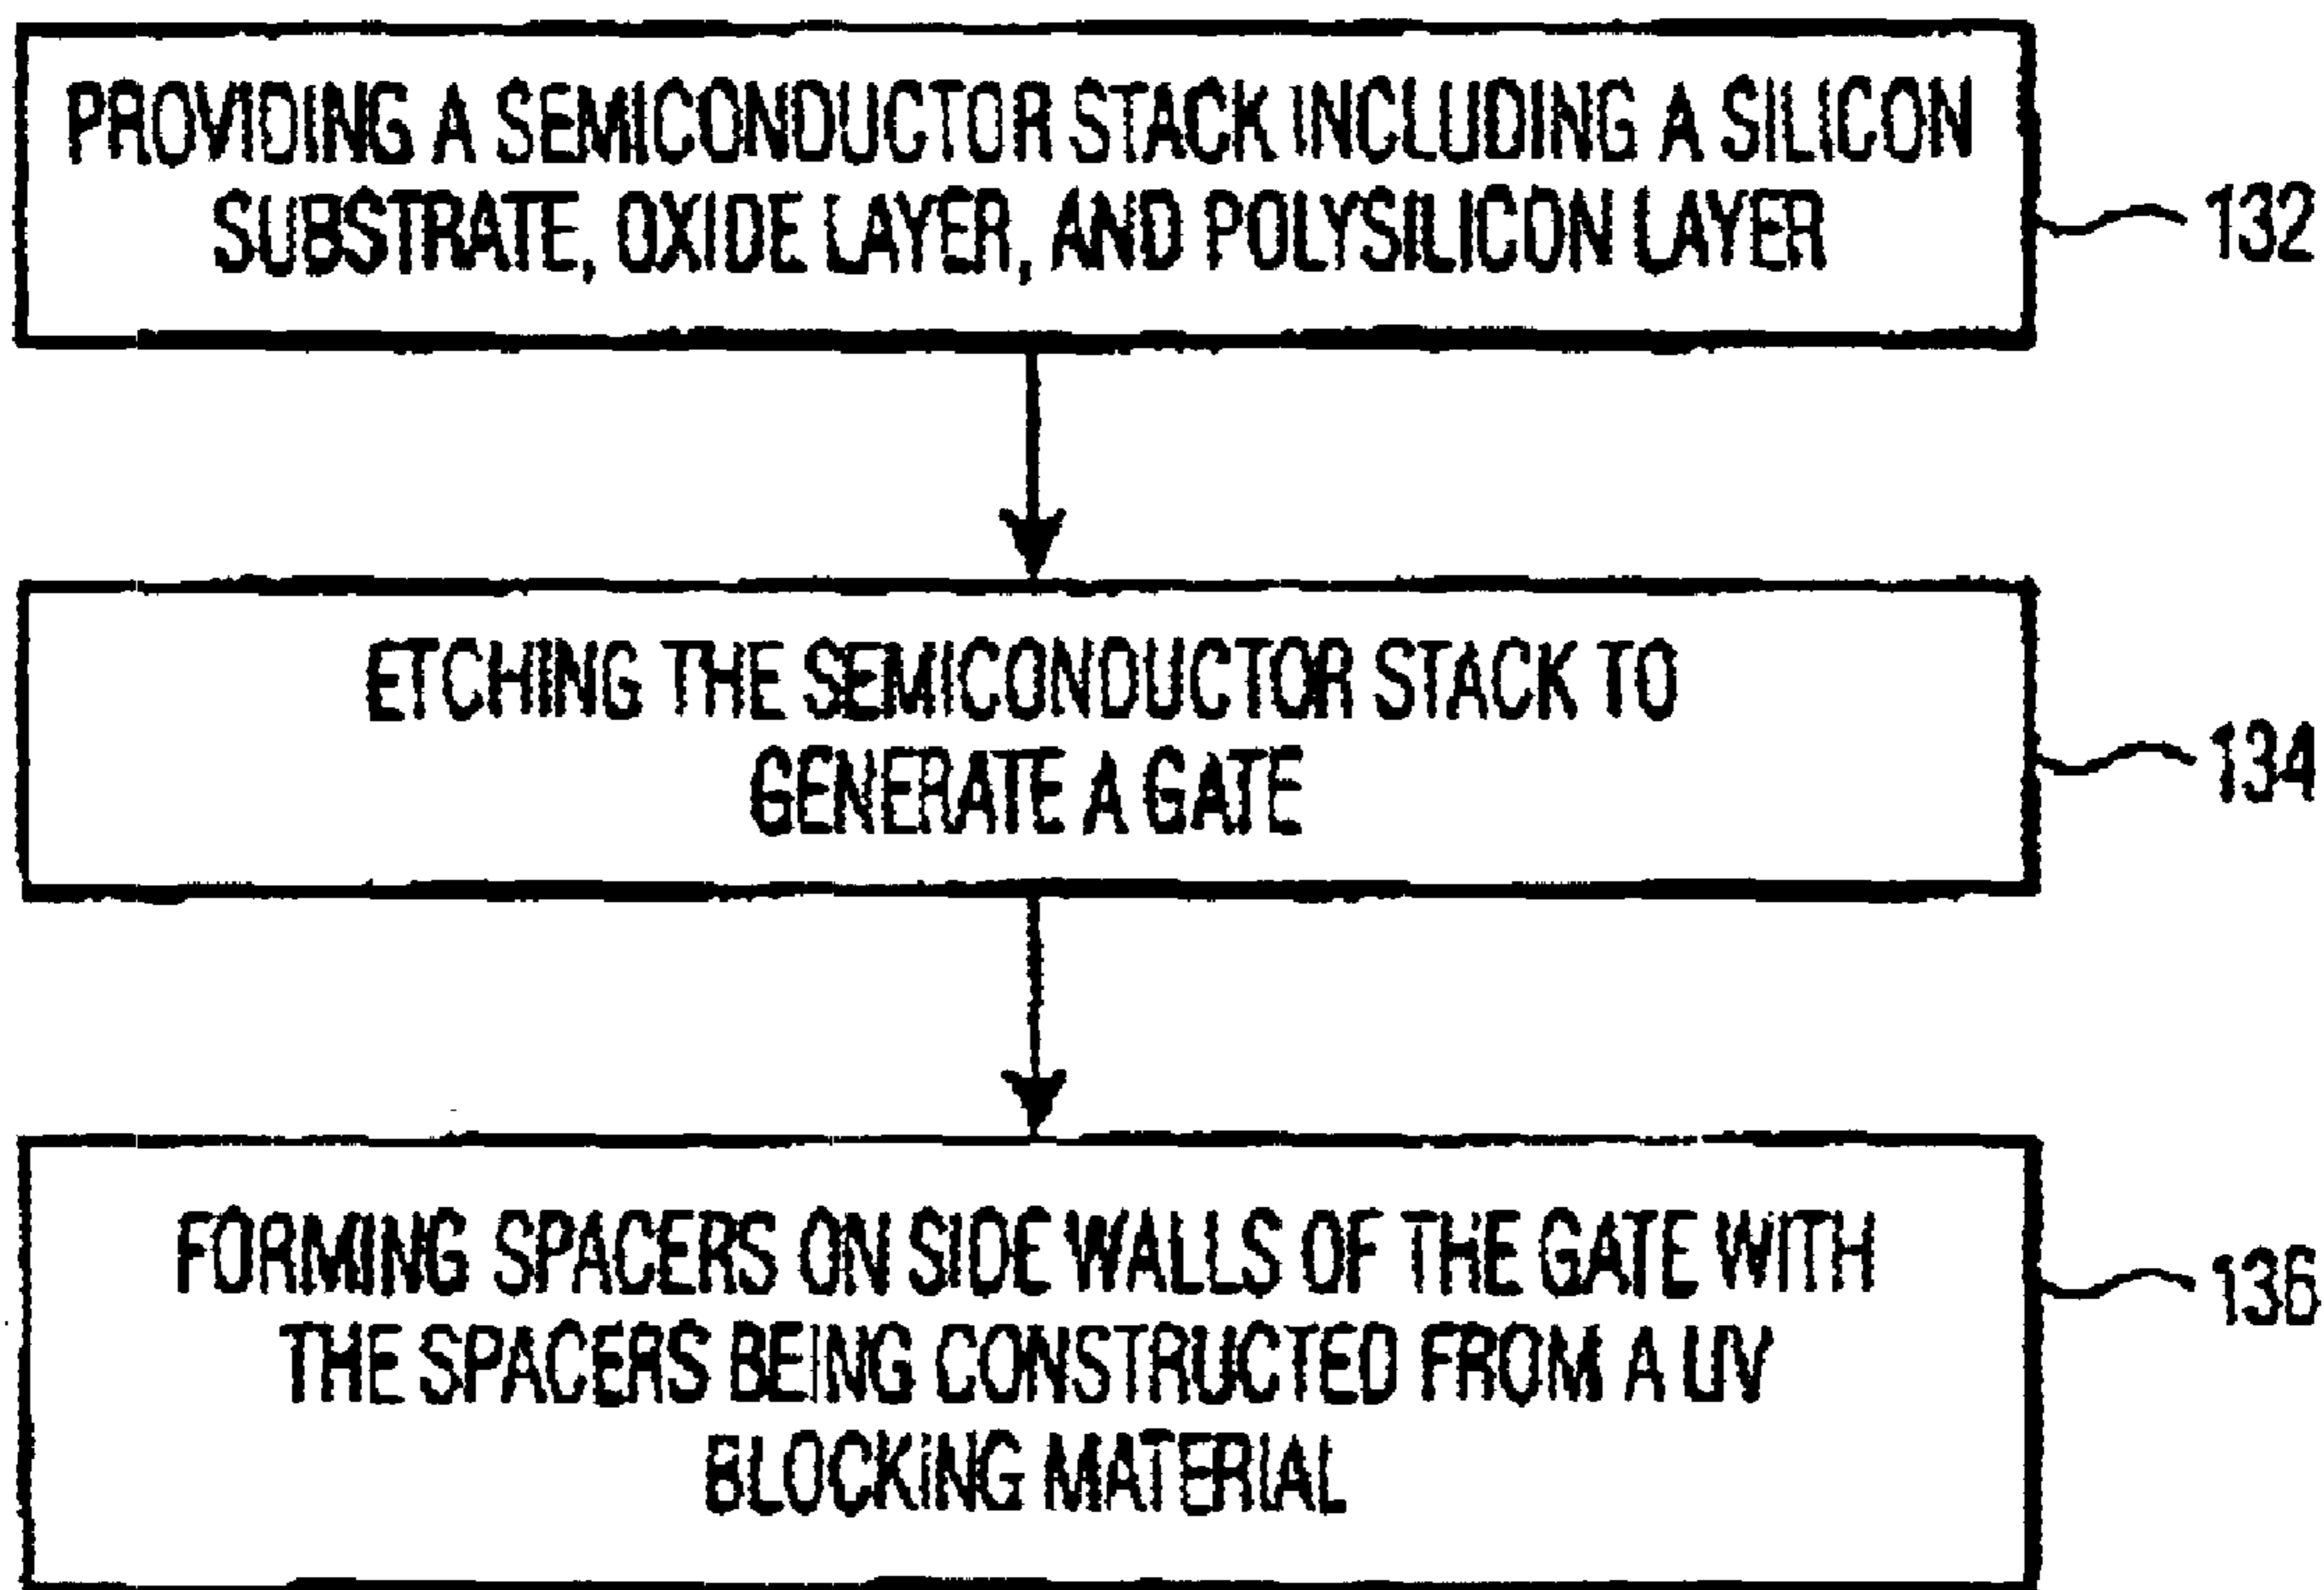 PROVIDING A SEMICONDUCTOR STACK INCLUDING A SILICON
SUBSTRATE, OXIDE LAYER, AND POLYSILICON LAYER
132
ETCHING THE SEMICONDUCTOR STACK TO
GENERATE A GATE
134
FORMING SPACERS ON SIDE WALLS OF THE GATE WITH
THE SPACERS BEING CONSTRUCTED FROM A UV
BLOCKING MATERIAL
136